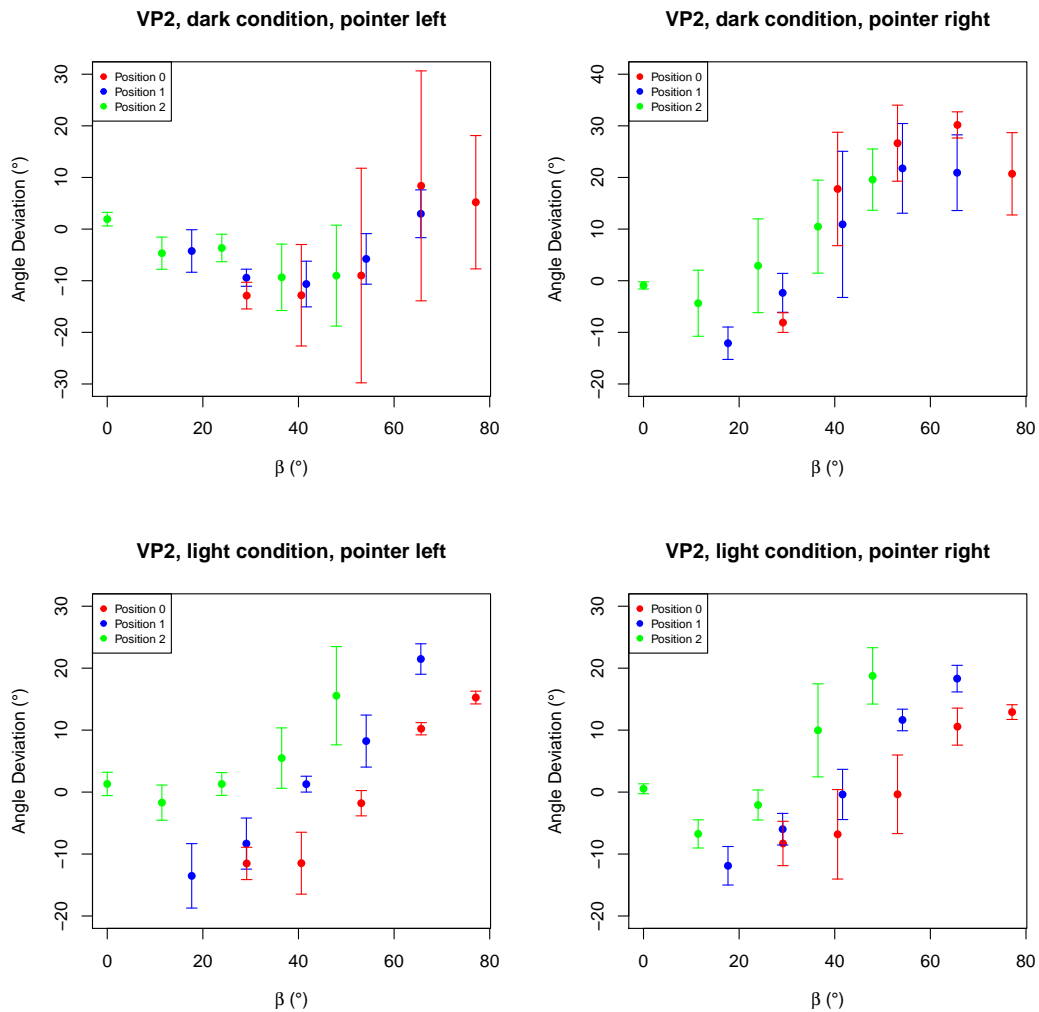 VP2, dark condition, pointer left
30
20
10
0
−10
−20
−30
Angle Deviation (°)
Position 0
Position 1
Position 2
0 20 40 60 80
β (°)
VP2, dark condition, pointer right
40
30
20
10
0
−10
−20
Angle Deviation (°)
Position 0
Position 1
Position 2
0 20 40 60 80
β (°)
VP2, light condition, pointer left
30
20
10
0
−10
−20
Angle Deviation (°)
Position 0
Position 1
Position 2
0 20 40 60 80
β (°)
VP2, light condition, pointer right
30
20
10
0
−10
−20
Angle Deviation (°)
Position 0
Position 1
Position 2
0 20 40 60 80
β (°)